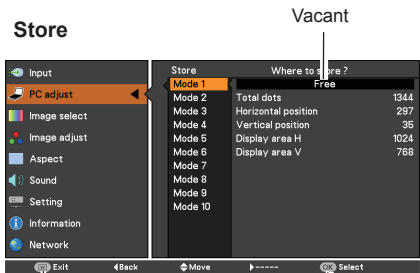 Vacant
Store
Input
PC adjust
Image select
Image adjust
Aspect
Sound
Setting
Information
Network
Store
Mode 1
Mode 2
Mode 3
Mode 4
Mode 5
Mode 6
Mode 7
Mode 8
Mode 9
Mode 10
Where to store ?
Free
Total dots 1344
Horizontal position 297
Vertical position 35
Display area H 1024
Display area V 768
Exit Back Move ----- OK Select